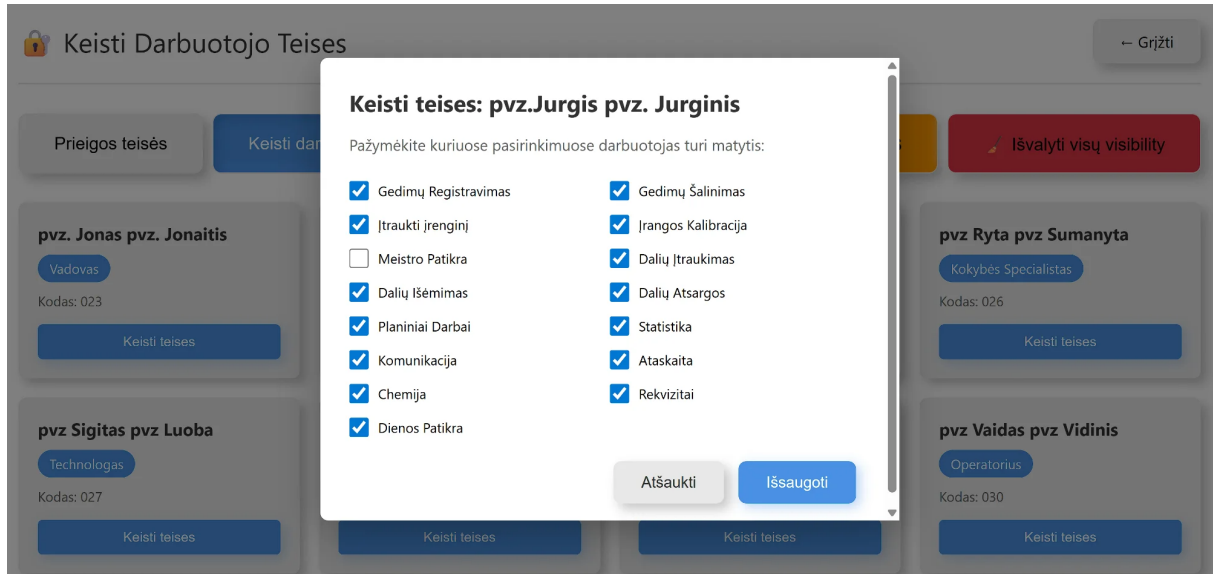 Keisti Darbuotojo Teises
← Grįžti
Prieigos teisės
Keisti dar
Išvalyti visų visibility
Keisti teises: pvz.Jurgis pvz. Jurginis
Pažymėkite kuriuose pasirinkimuose darbuotojas turi matytis:
Gedimų Registravimas
Gedimų Šalinimas
Įtraukti įrenginį
Įrangos Kalibracija
Meistro Patikra
Dalių Įtraukimas
Dalių Išėmimas
Dalių Atsargos
Planiniai Darbai
Statistika
Komunikacija
Ataskaita
Chemija
Rekvizitai
Dienos Patikra
Atšaukti
Išsaugoti
pvz. Jonas pvz. Jonaitis
Vadovas
Kodas: 023
Keisti teises
pvz Ryta pvz Sumanyta
Kokybės Specialistas
Kodas: 026
Keisti teises
pvz Sigitas pvz Luoba
Technologas
Kodas: 027
Keisti teises
Keisti teises
Keisti teises
pvz Vaidas pvz Vidinis
Operatorius
Kodas: 030
Keisti teises